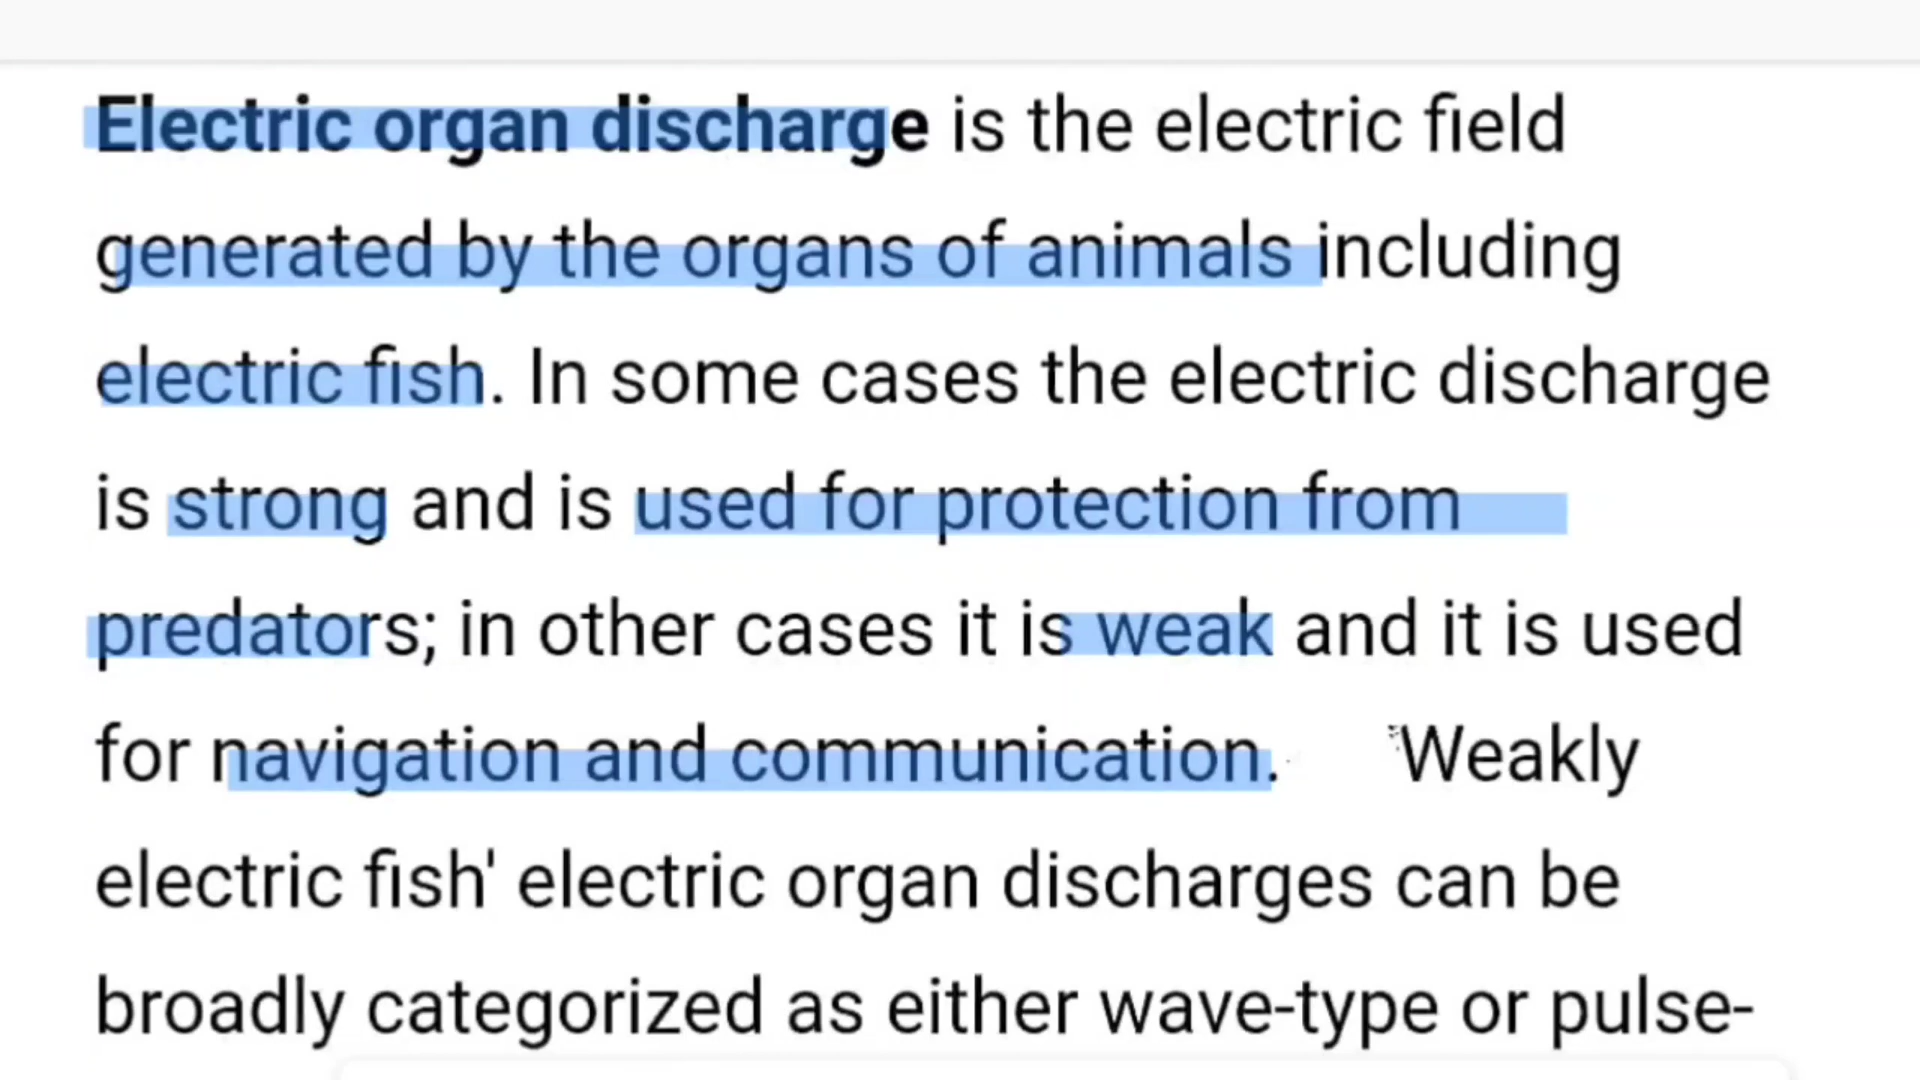 Electric organ discharge is the electric field
generated by the organs of animals including
electric fish. In some cases the electric discharge
is strong and is used for protection from
predators; in other cases it is weak and it is used
for navigation and communication. Weakly
electric fish' electric organ discharges can be
broadly categorized as either wave-type or pulse-